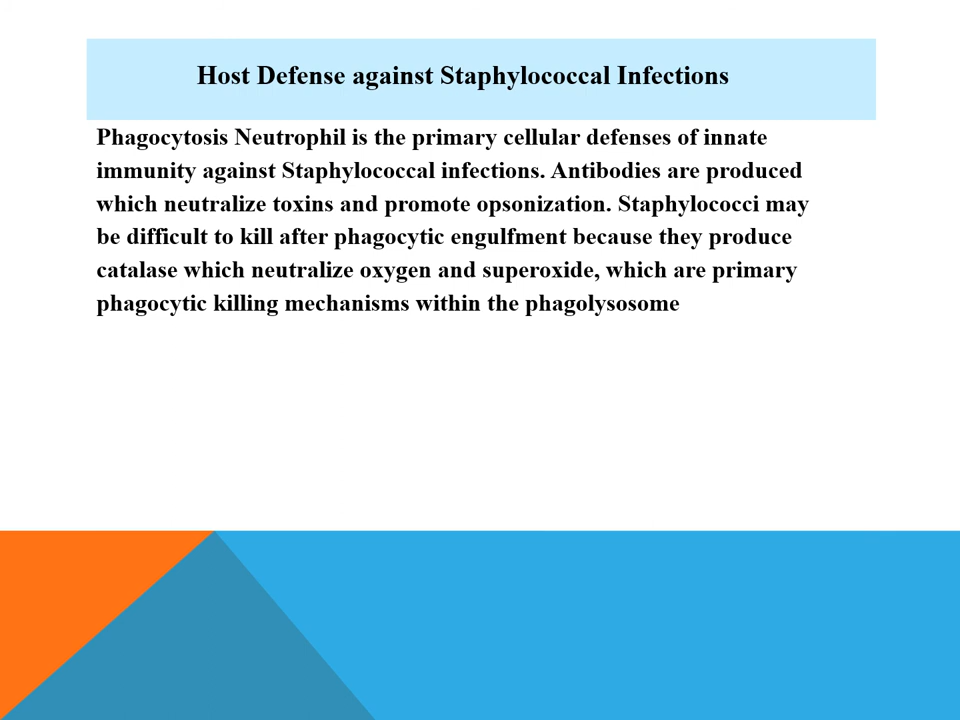 Host Defense against Staphylococcal Infections
Phagocytosis Neutrophil is the primary cellular defenses of innate
immunity against Staphylococcal infections. Antibodies are produced
which neutralize toxins and promote opsonization. Staphylococci may
be difficult to kill after phagocytic engulfment because they produce
catalase which neutralize oxygen and superoxide, which are primary
phagocytic killing mechanisms within the phagolysosome